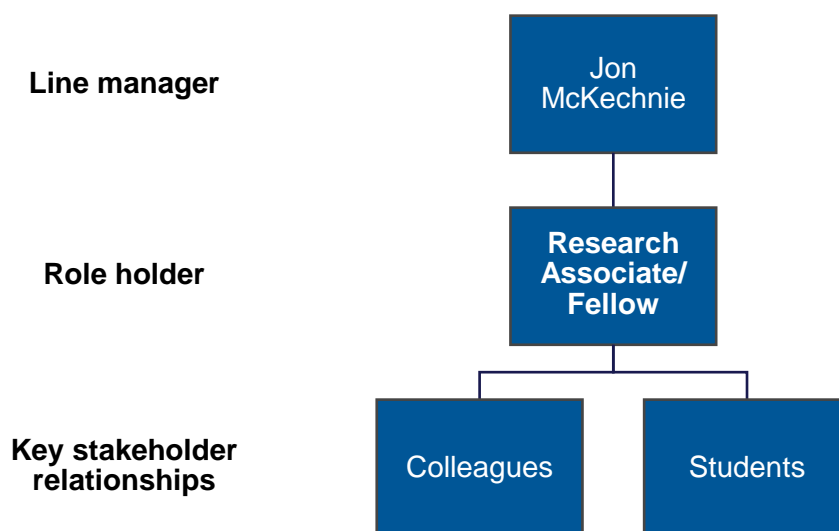 Line manager
Jon
McKechnie
Role holder
Research
Associate/
Fellow
Key stakeholder
relationships
Colleagues
Students